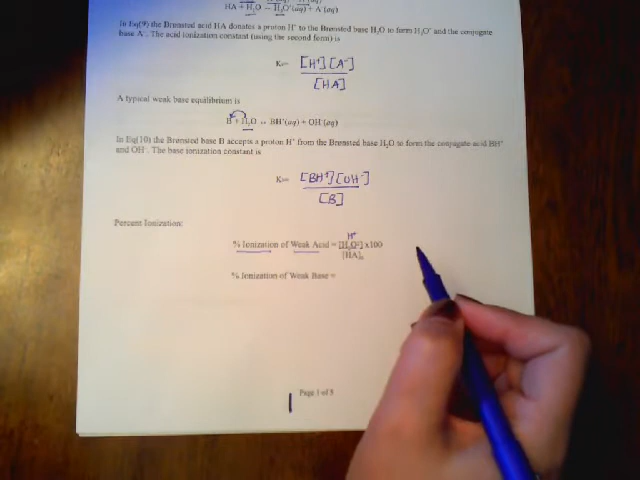 HA + H₂O ↔ H₃O⁺(aq) + A⁻(aq)
In Eq(9) the Brønsted acid HA donates a proton H⁺ to the Brønsted base H₂O to form H₃O⁺ and the conjugate
base A⁻. The acid ionization constant (using the second form) is
Ka= [H⁺][A⁻]
[HA]
A typical weak base equilibrium is
B + H₂O ↔ BH⁺(aq) + OH⁻(aq)
In Eq(10) the Brønsted base B accepts a proton H⁺ from the Brønsted base H₂O to form the conjugate acid BH⁺
and OH⁻. The base ionization constant is
Kb= [BH⁺][OH⁻]
[B]
Percent Ionization:
H⁺
% Ionization of Weak Acid = [H₃O⁺] x100
[HA]₀
% Ionization of Weak Base =
Page 1 of 5